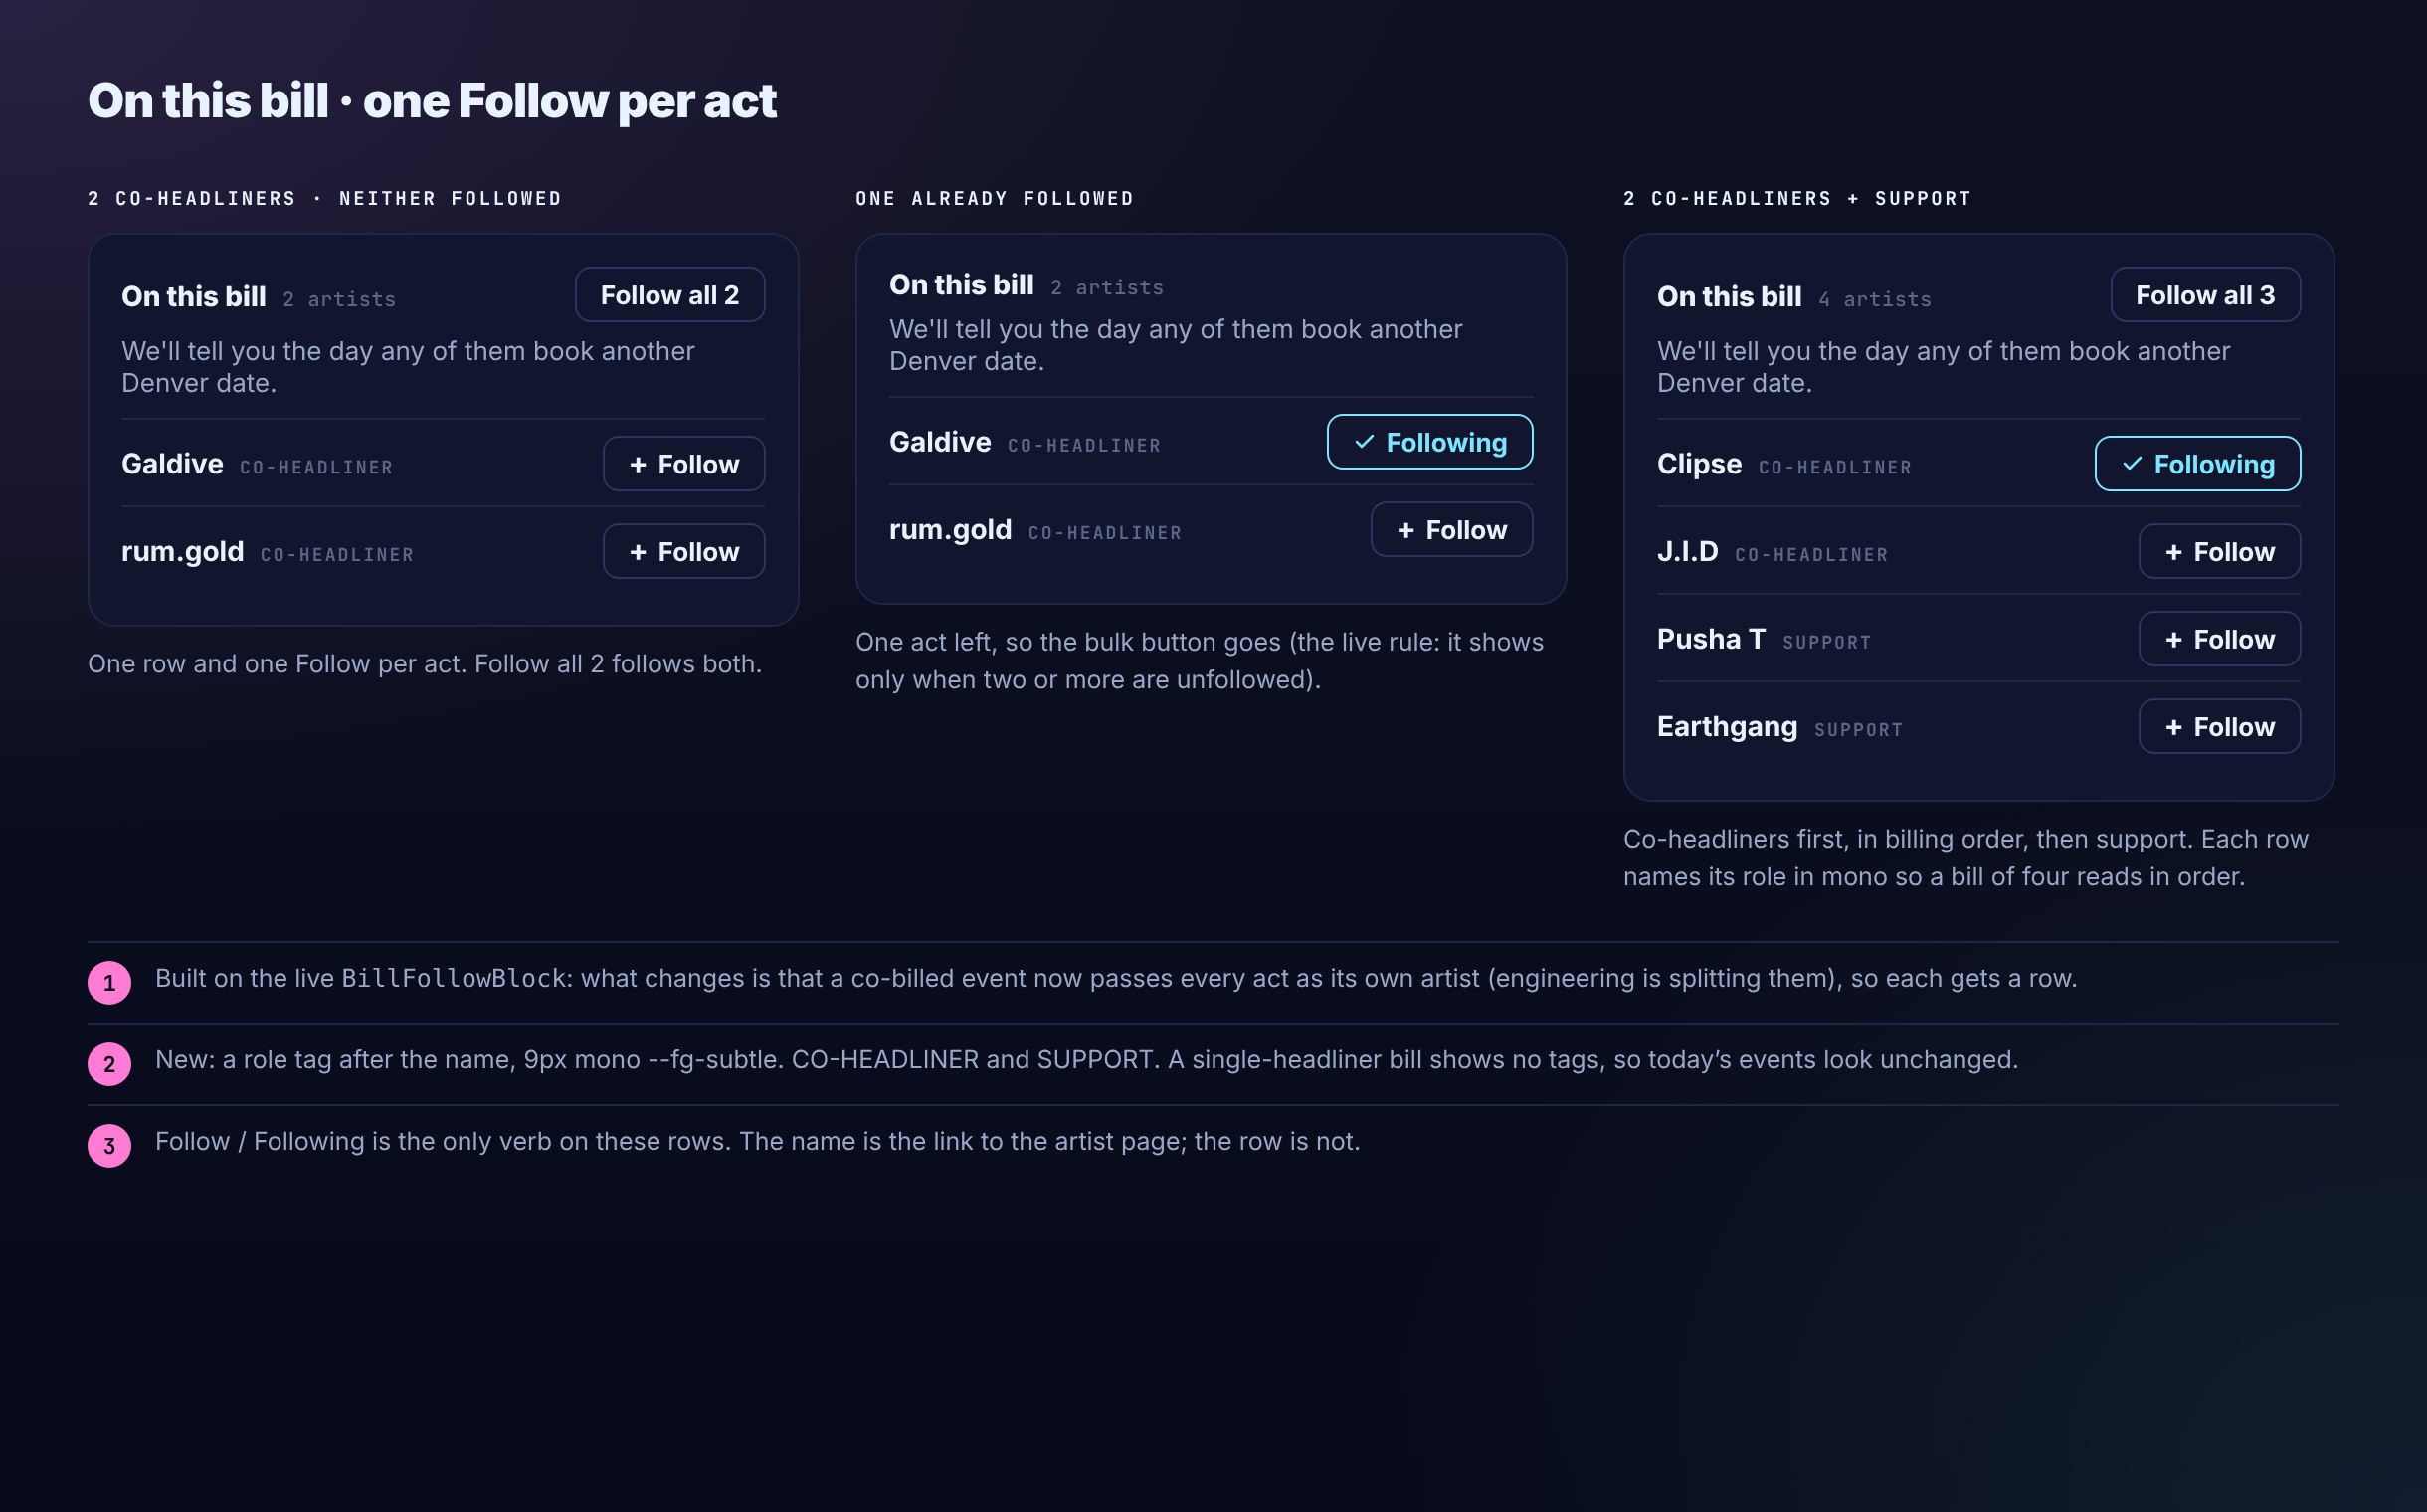 On this bill · one Follow per act
2 CO-HEADLINERS · NEITHER FOLLOWED
On this bill 2 artists Follow all 2
We'll tell you the day any of them book another
Denver date.
Galdive CO-HEADLINER + Follow
rum.gold CO-HEADLINER + Follow
One row and one Follow per act. Follow all 2 follows both.
ONE ALREADY FOLLOWED
On this bill 2 artists
We'll tell you the day any of them book another
Denver date.
Galdive CO-HEADLINER ✓ Following
rum.gold CO-HEADLINER + Follow
One act left, so the bulk button goes (the live rule: it shows
only when two or more are unfollowed).
2 CO-HEADLINERS + SUPPORT
On this bill 4 artists Follow all 3
We'll tell you the day any of them book another
Denver date.
Clipse CO-HEADLINER ✓ Following
J.I.D CO-HEADLINER + Follow
Pusha T SUPPORT + Follow
Earthgang SUPPORT + Follow
Co-headliners first, in billing order, then support. Each row
names its role in mono so a bill of four reads in order.
1 Built on the live BillFollowBlock: what changes is that a co-billed event now passes every act as its own artist (engineering is splitting them), so each gets a row.
2 New: a role tag after the name, 9px mono --fg-subtle. CO-HEADLINER and SUPPORT. A single-headliner bill shows no tags, so today’s events look unchanged.
3 Follow / Following is the only verb on these rows. The name is the link to the artist page; the row is not.